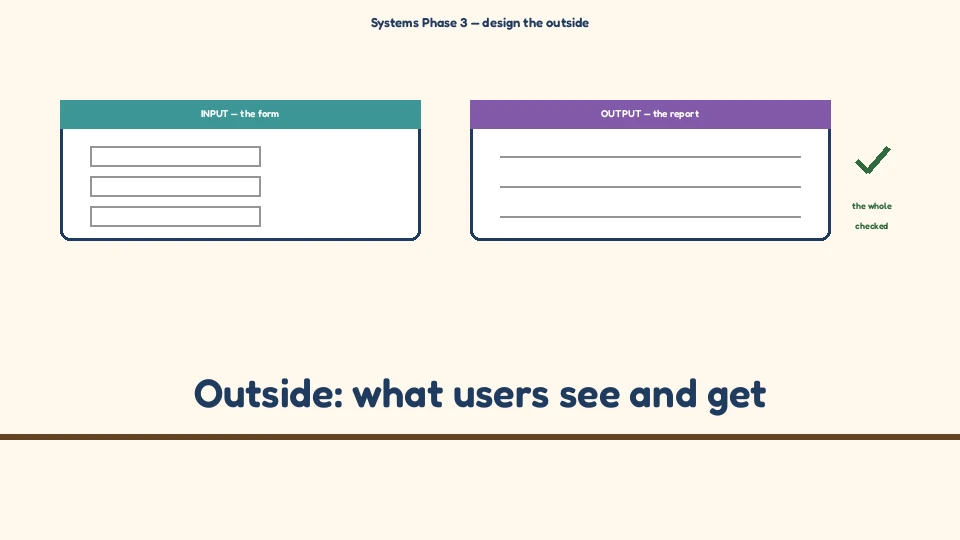 Systems Phase 3 — design the outside
INPUT — the form
OUTPUT — the report
the whole
checked
Outside: what users see and get